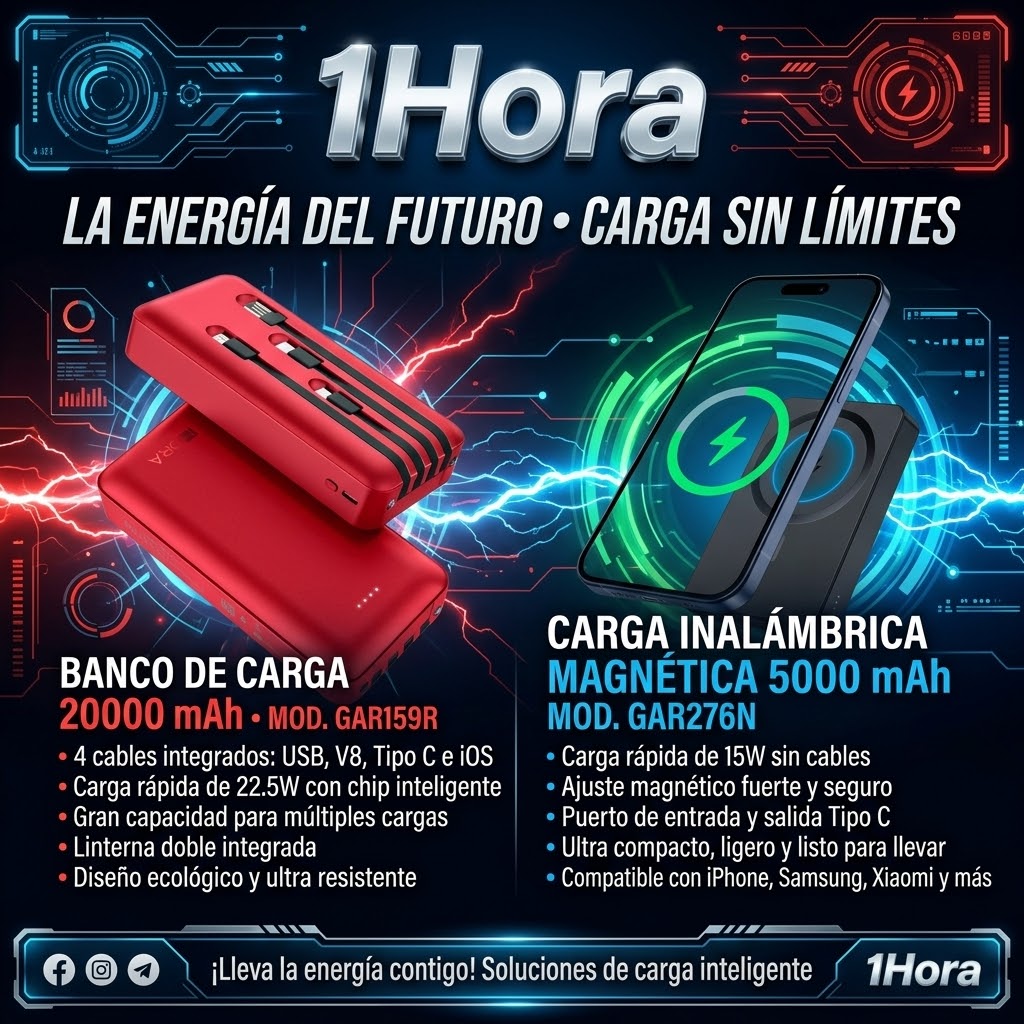 1Hora
LA ENERGÍA DEL FUTURO • CARGA SIN LÍMITES
BANCO DE CARGA
20000 mAh • MOD. GAR159R
• 4 cables integrados: USB, V8, Tipo C e iOS
• Carga rápida de 22.5W con chip inteligente
• Gran capacidad para múltiples cargas
• Linterna doble integrada
• Diseño ecológico y ultra resistente
CARGA INALÁMBRICA
MAGNÉTICA 5000 mAh
MOD. GAR276N
• Carga rápida de 15W sin cables
• Ajuste magnético fuerte y seguro
• Puerto de entrada y salida Tipo C
• Ultra compacto, ligero y listo para llevar
• Compatible con iPhone, Samsung, Xiaomi y más
¡Lleva la energía contigo! Soluciones de carga inteligente
1Hora